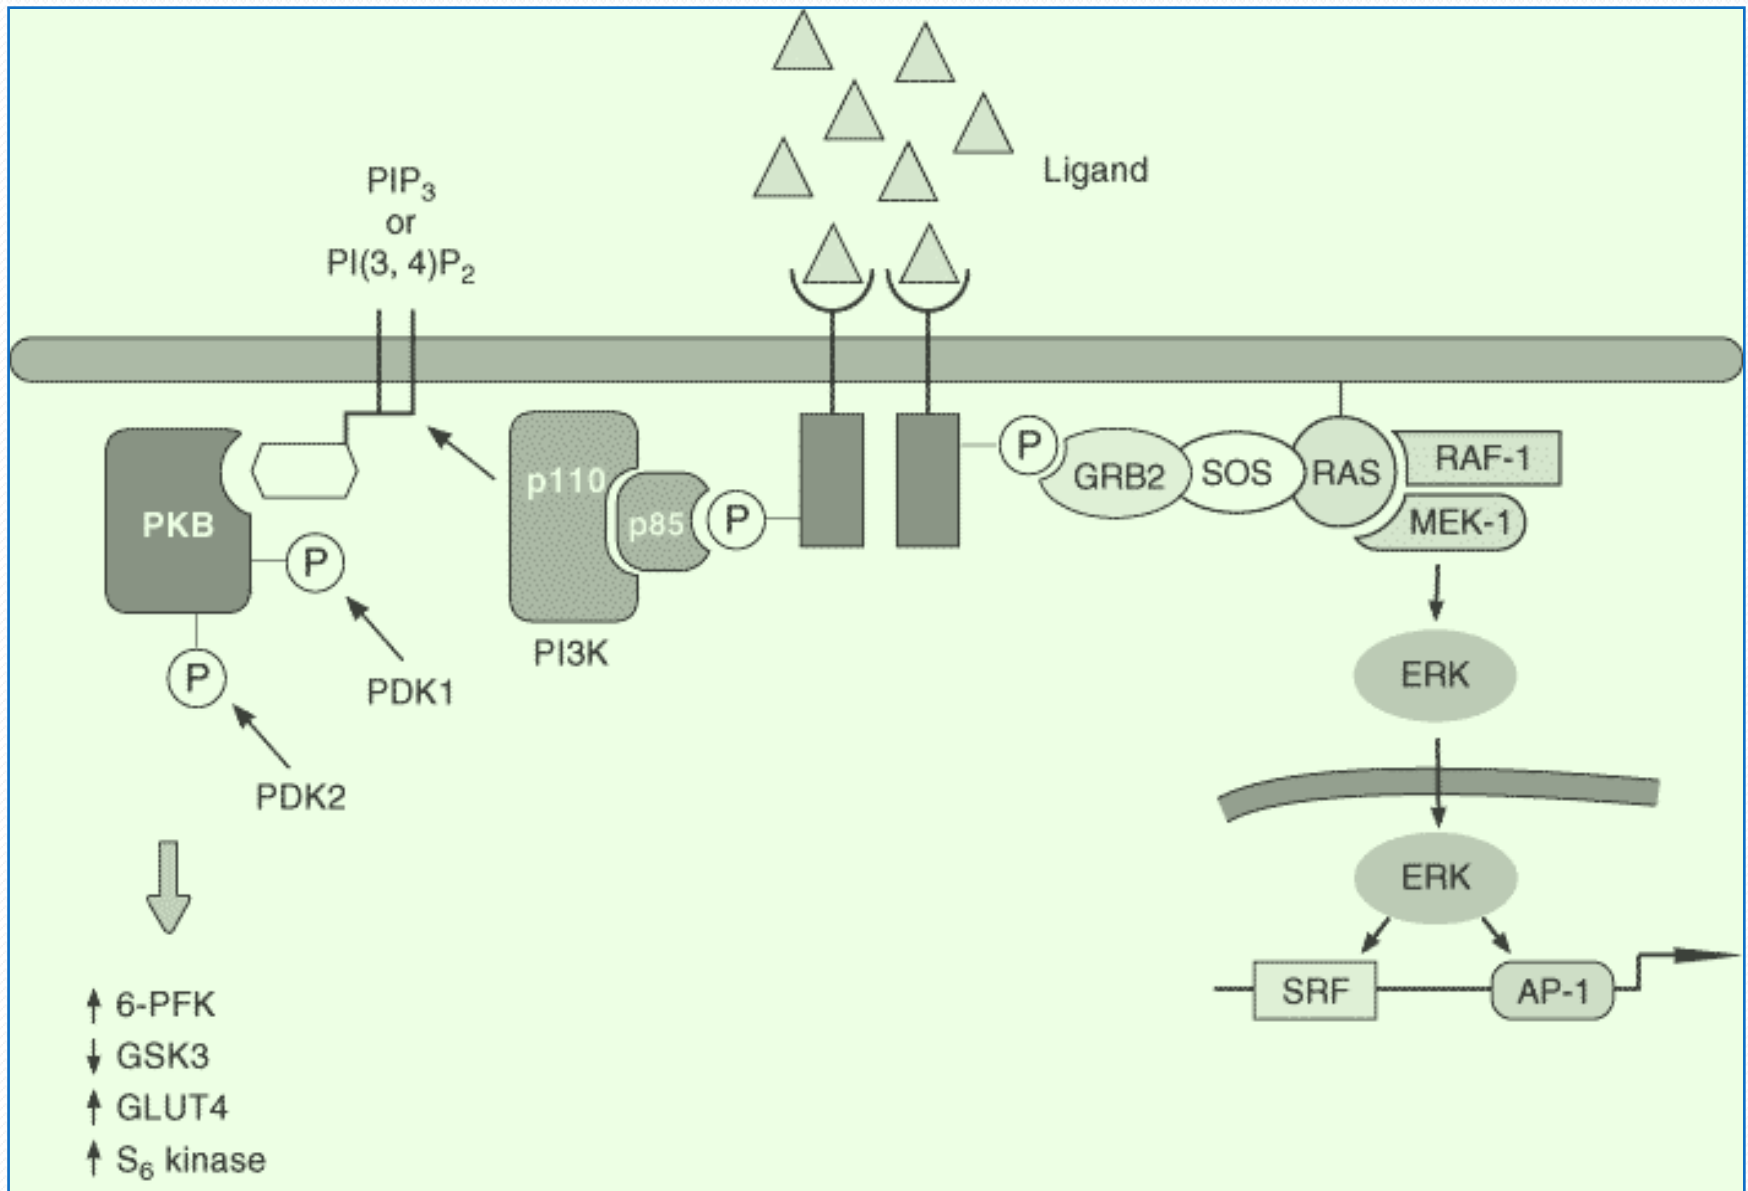 Ligand
PIP3
or
PI(3, 4)P2
p110
p85
P
P
GRB2
SOS
RAS
RAF-1
MEK-1
PKB
P
P
PI3K
PDK1
PDK2
ERK
ERK
SRF
AP-1
6-PFK
GSK3
GLUT4
S6 kinase